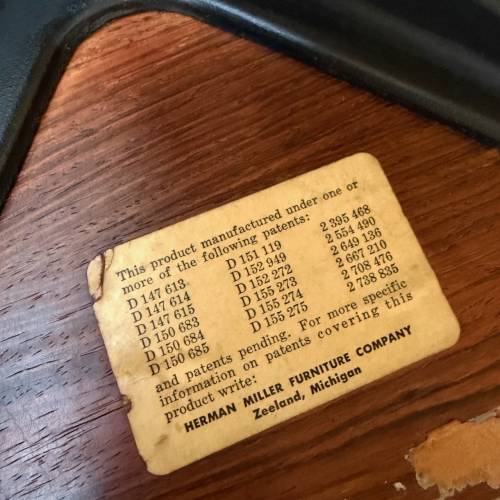 This product manufactured under one or
more of the following patents:
D 147 613 D 151 119 2 395 468
D 147 614 D 152 949 2 554 490
D 147 615 D 152 272 2 649 136
D 150 683 D 155 273 2 667 210
D 150 684 D 155 274 2 708 476
D 150 685 D 155 275 2 738 835
and patents pending. For more specific
information on patents covering this
product write:
HERMAN MILLER FURNITURE COMPANY
Zeeland, Michigan